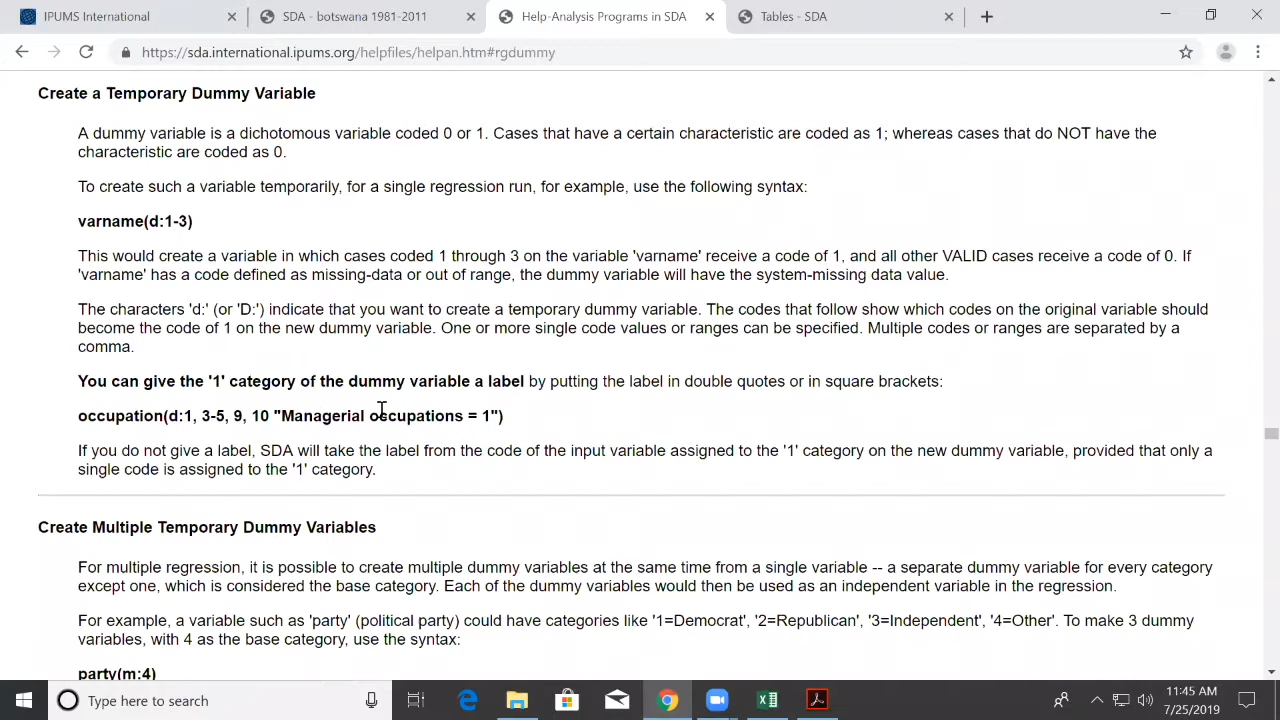 IPUMS International
SDA - botswana 1981-2011
Help-Analysis Programs in SDA
Tables - SDA
https://sda.international.ipums.org/helpfiles/helpan.htm#rgdummy
Create a Temporary Dummy Variable
A dummy variable is a dichotomous variable coded 0 or 1. Cases that have a certain characteristic are coded as 1; whereas cases that do NOT have the
characteristic are coded as 0.
To create such a variable temporarily, for a single regression run, for example, use the following syntax:
varname(d:1-3)
This would create a variable in which cases coded 1 through 3 on the variable 'varname' receive a code of 1, and all other VALID cases receive a code of 0. If
'varname' has a code defined as missing-data or out of range, the dummy variable will have the system-missing data value.
The characters 'd:' (or 'D:') indicate that you want to create a temporary dummy variable. The codes that follow show which codes on the original variable should
become the code of 1 on the new dummy variable. One or more single code values or ranges can be specified. Multiple codes or ranges are separated by a
comma.
You can give the '1' category of the dummy variable a label by putting the label in double quotes or in square brackets:
occupation(d:1, 3-5, 9, 10 "Managerial occupations = 1")
If you do not give a label, SDA will take the label from the code of the input variable assigned to the '1' category on the new dummy variable, provided that only a
single code is assigned to the '1' category.
Create Multiple Temporary Dummy Variables
For multiple regression, it is possible to create multiple dummy variables at the same time from a single variable -- a separate dummy variable for every category
except one, which is considered the base category. Each of the dummy variables would then be used as an independent variable in the regression.
For example, a variable such as 'party' (political party) could have categories like '1=Democrat', '2=Republican', '3=Independent', '4=Other'. To make 3 dummy
variables, with 4 as the base category, use the syntax:
party(m:4)
Type here to search
11:45 AM
7/25/2019